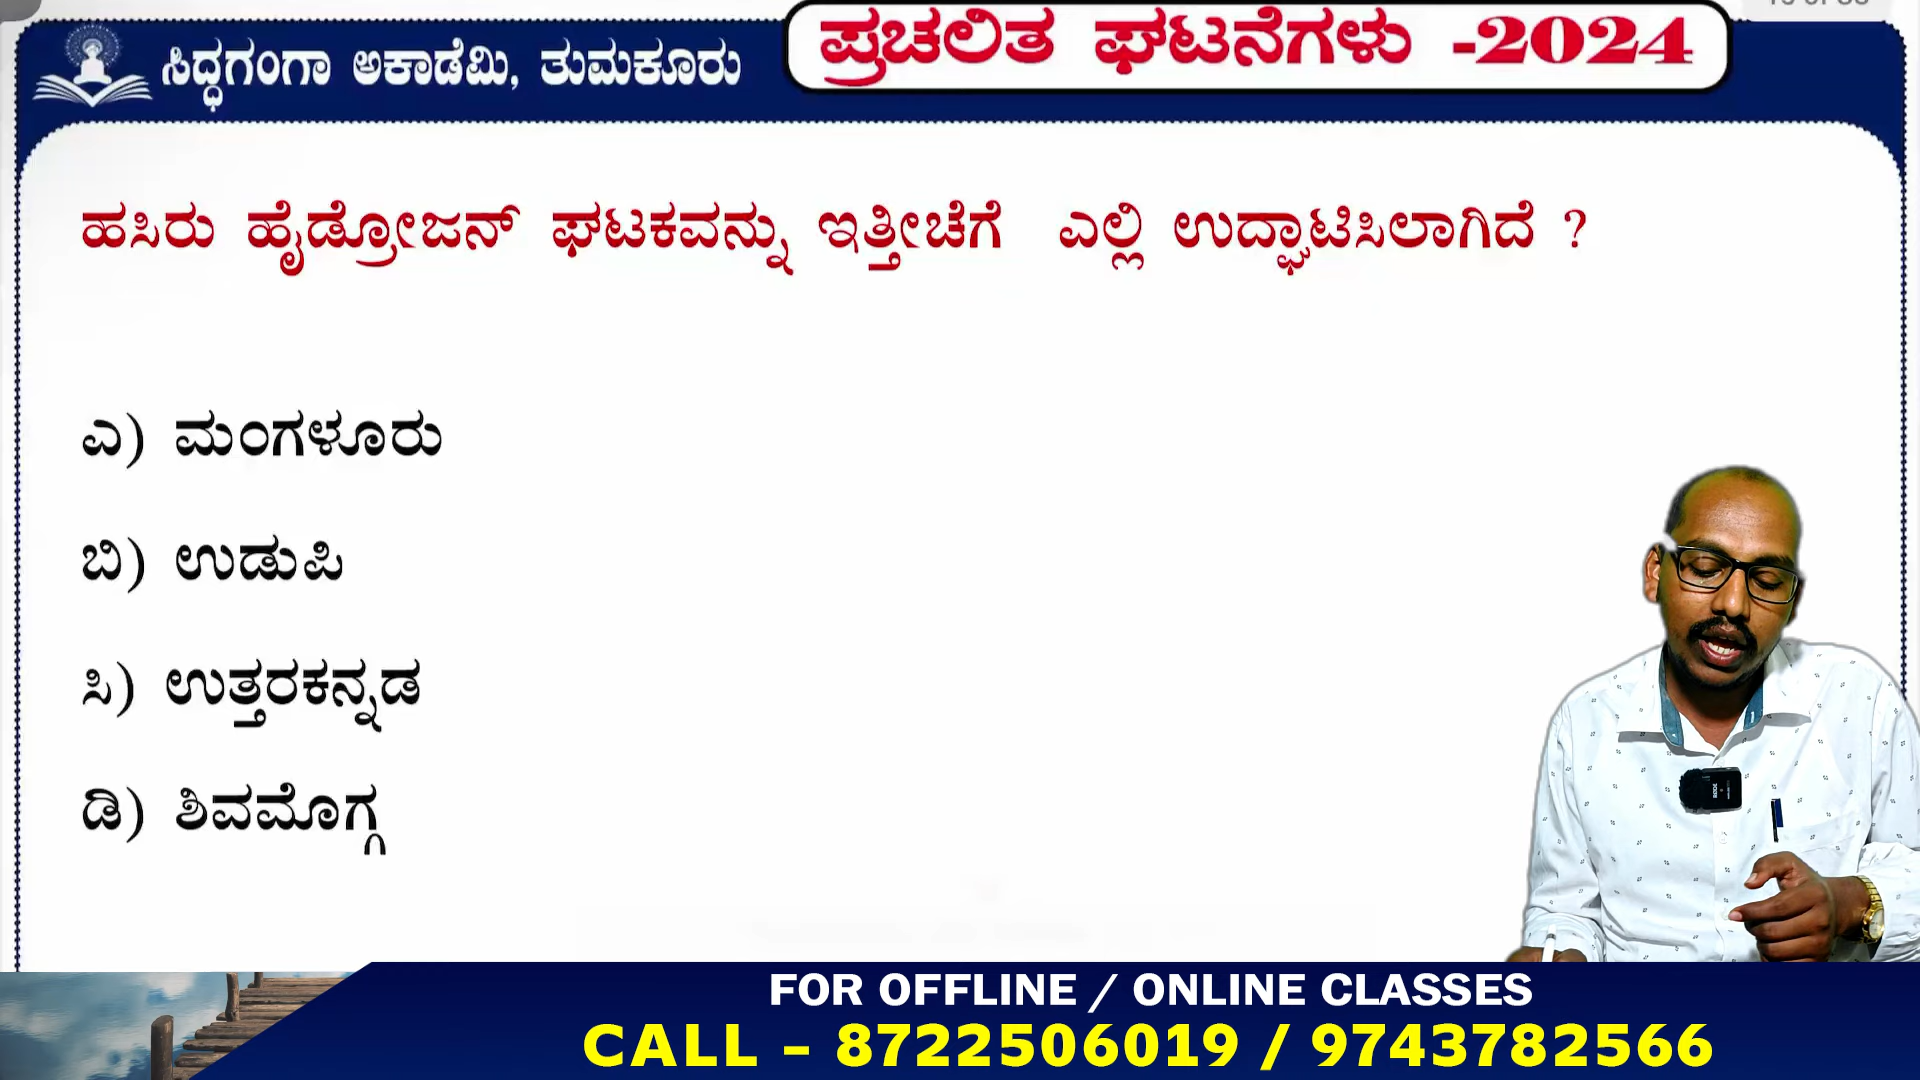 ಸಿದ್ಧಗಂಗಾ ಅಕಾಡೆಮಿ, ತುಮಕೂರು
ಪ್ರಚಲಿತ ಘಟನೆಗಳು -2024
ಹಸಿರು ಹೈಡ್ರೋಜನ್ ಘಟಕವನ್ನು ಇತ್ತೀಚೆಗೆ ಎಲ್ಲಿ ಉದ್ಘಾಟಿಸಿಲಾಗಿದೆ ?
ಎ) ಮಂಗಳೂರು
ಬಿ) ಉಡುಪಿ
ಸಿ) ಉತ್ತರಕನ್ನಡ
ಡಿ) ಶಿವಮೊಗ್ಗ
FOR OFFLINE / ONLINE CLASSES
CALL – 8722506019 / 9743782566